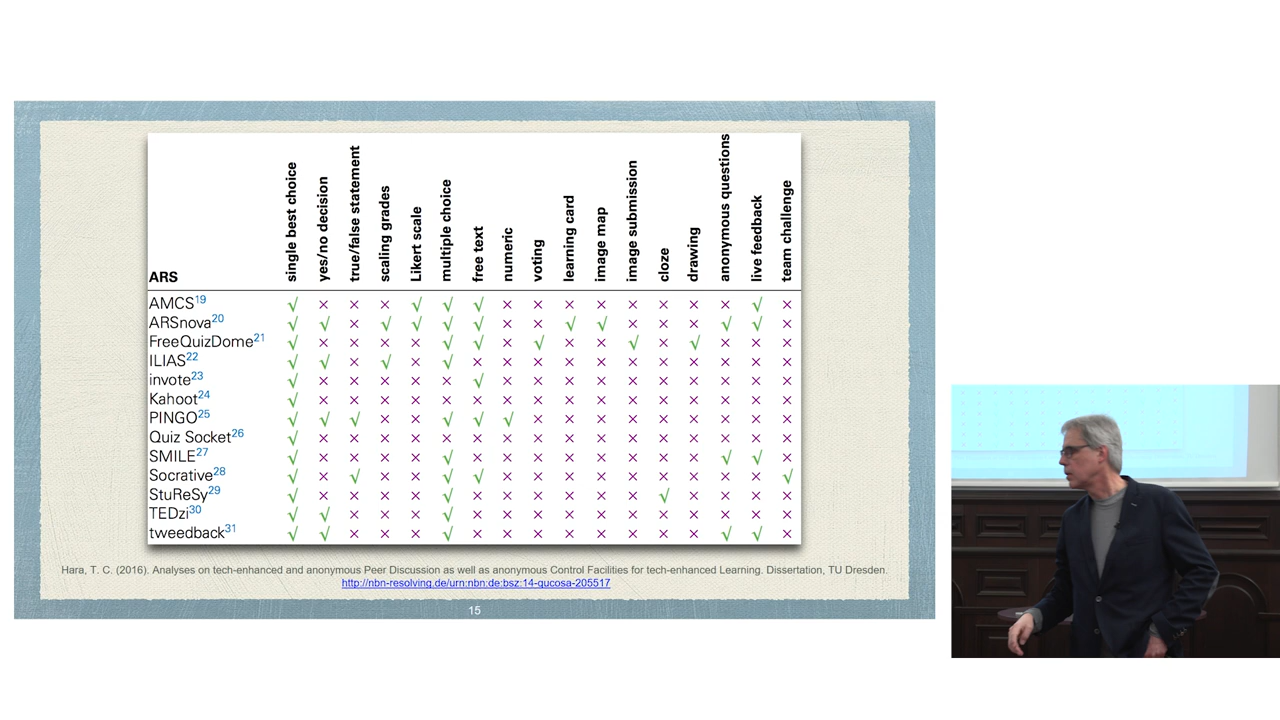 ARS single best choice yes/no decision true/false statement scaling grades Likert scale multiple choice free text numeric voting learning card image map image submission cloze drawing anonymous questions live feedback team challenge
AMCS19 √ × × × √ √ √ × × × × × × × × √ ×
ARSnova20 √ √ × √ √ √ √ × × √ √ × × × √ √ ×
FreeQuizDome21 √ × × × × √ √ × √ × × √ × √ × × ×
ILIAS22 √ √ × √ × √ × × × × × × × × × × ×
invote23 √ × × × × × √ × × × × × × × × × ×
Kahoot24 √ × × × × × × × × × × × × × × × ×
PINGO25 √ √ √ × × √ √ √ × × × × × × × × ×
Quiz Socket26 √ × × × × × × × × × × × × × × × ×
SMILE27 √ × × × × √ × × × × × × × × √ √ ×
Socrative28 √ × √ × × √ √ × × × × × × × × × √
StuReSy29 √ × × × × √ × × × × × × √ × × × ×
TEDzi30 √ √ × × × √ × × × × × × × × × × ×
tweedback31 √ √ × × × √ × × × × × × × × √ √ ×
Hara, T. C. (2016). Analyses on tech-enhanced and anonymous Peer Discussion as well as anonymous Control Facilities for tech-enhanced Learning. Dissertation, TU Dresden.
http://nbn-resolving.de/urn:nbn:de:bsz:14-qucosa-205517
15